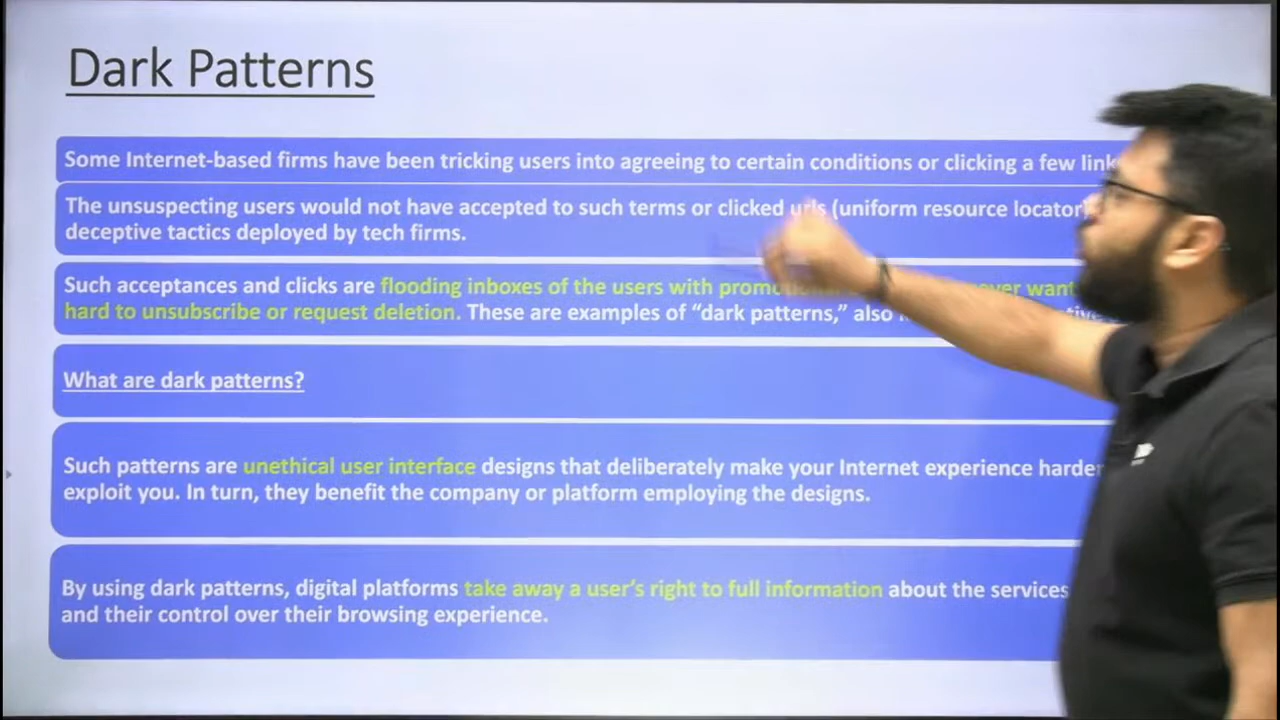 Dark Patterns
Some Internet-based firms have been tricking users into agreeing to certain conditions or clicking a few
The unsuspecting users would not have accepted to such terms or clicked urls (uniform resource
deceptive tactics deployed by tech firms.
Such acceptances and clicks are flooding inboxes of the users with
hard to unsubscribe or request deletion. These are examples of “dark patterns,” also
What are dark patterns?
Such patterns are unethical user interface designs that deliberately make your Internet experience harder
exploit you. In turn, they benefit the company or platform employing the designs.
By using dark patterns, digital platforms take away a user’s right to full information about the services
and their control over their browsing experience.